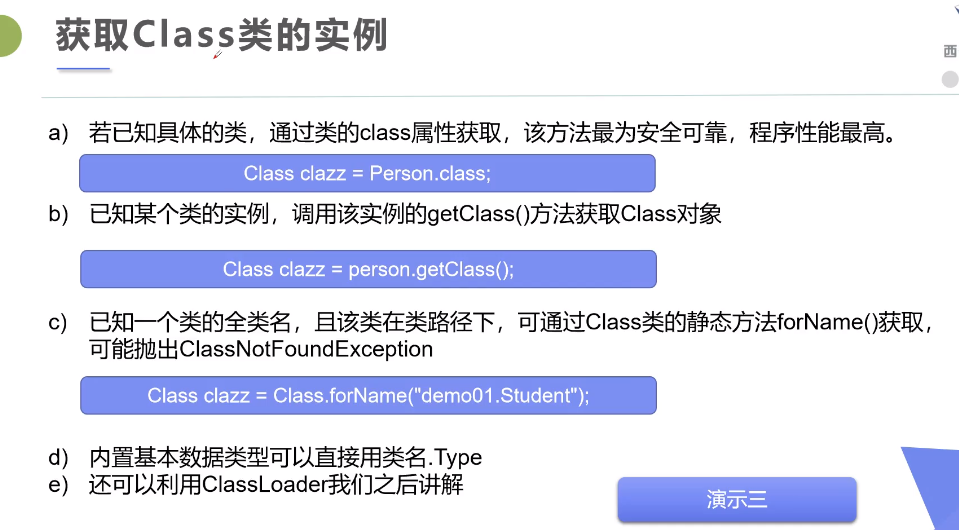 获取Class类的实例
西
a) 若已知具体的类，通过类的class属性获取，该方法最为安全可靠，程序性能最高。
Class clazz = Person.class;
b) 已知某个类的实例，调用该实例的getClass()方法获取Class对象
Class clazz = person.getClass();
c) 已知一个类的全类名，且该类在类路径下，可通过Class类的静态方法forName()获取，
可能抛出ClassNotFoundException
Class clazz = Class.forName("demo01.Student");
d) 内置基本数据类型可以直接用类名.Type
e) 还可以利用ClassLoader我们之后讲解
演示三